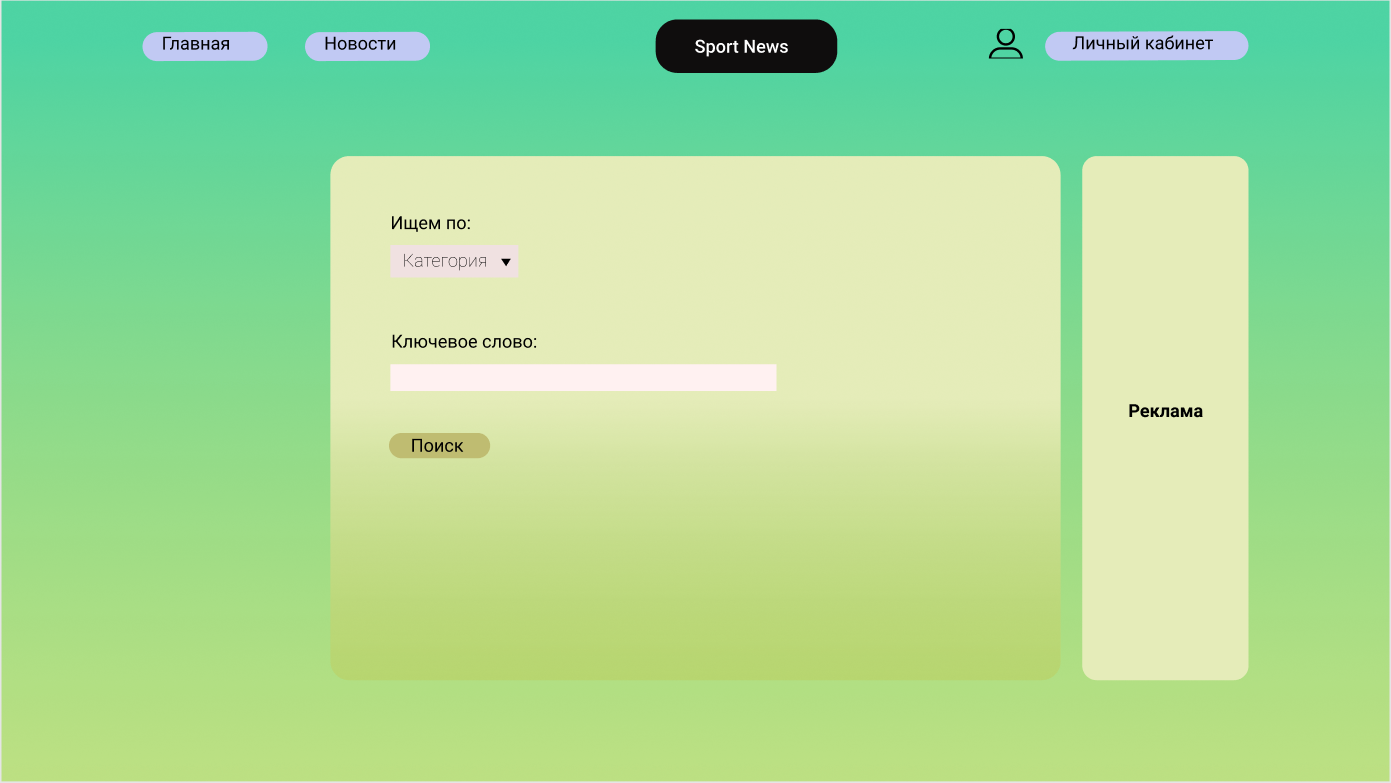 Главная
Новости
Sport News
Личный кабинет
Ищем по:
Категория
Ключевое слово:
Поиск
Реклама